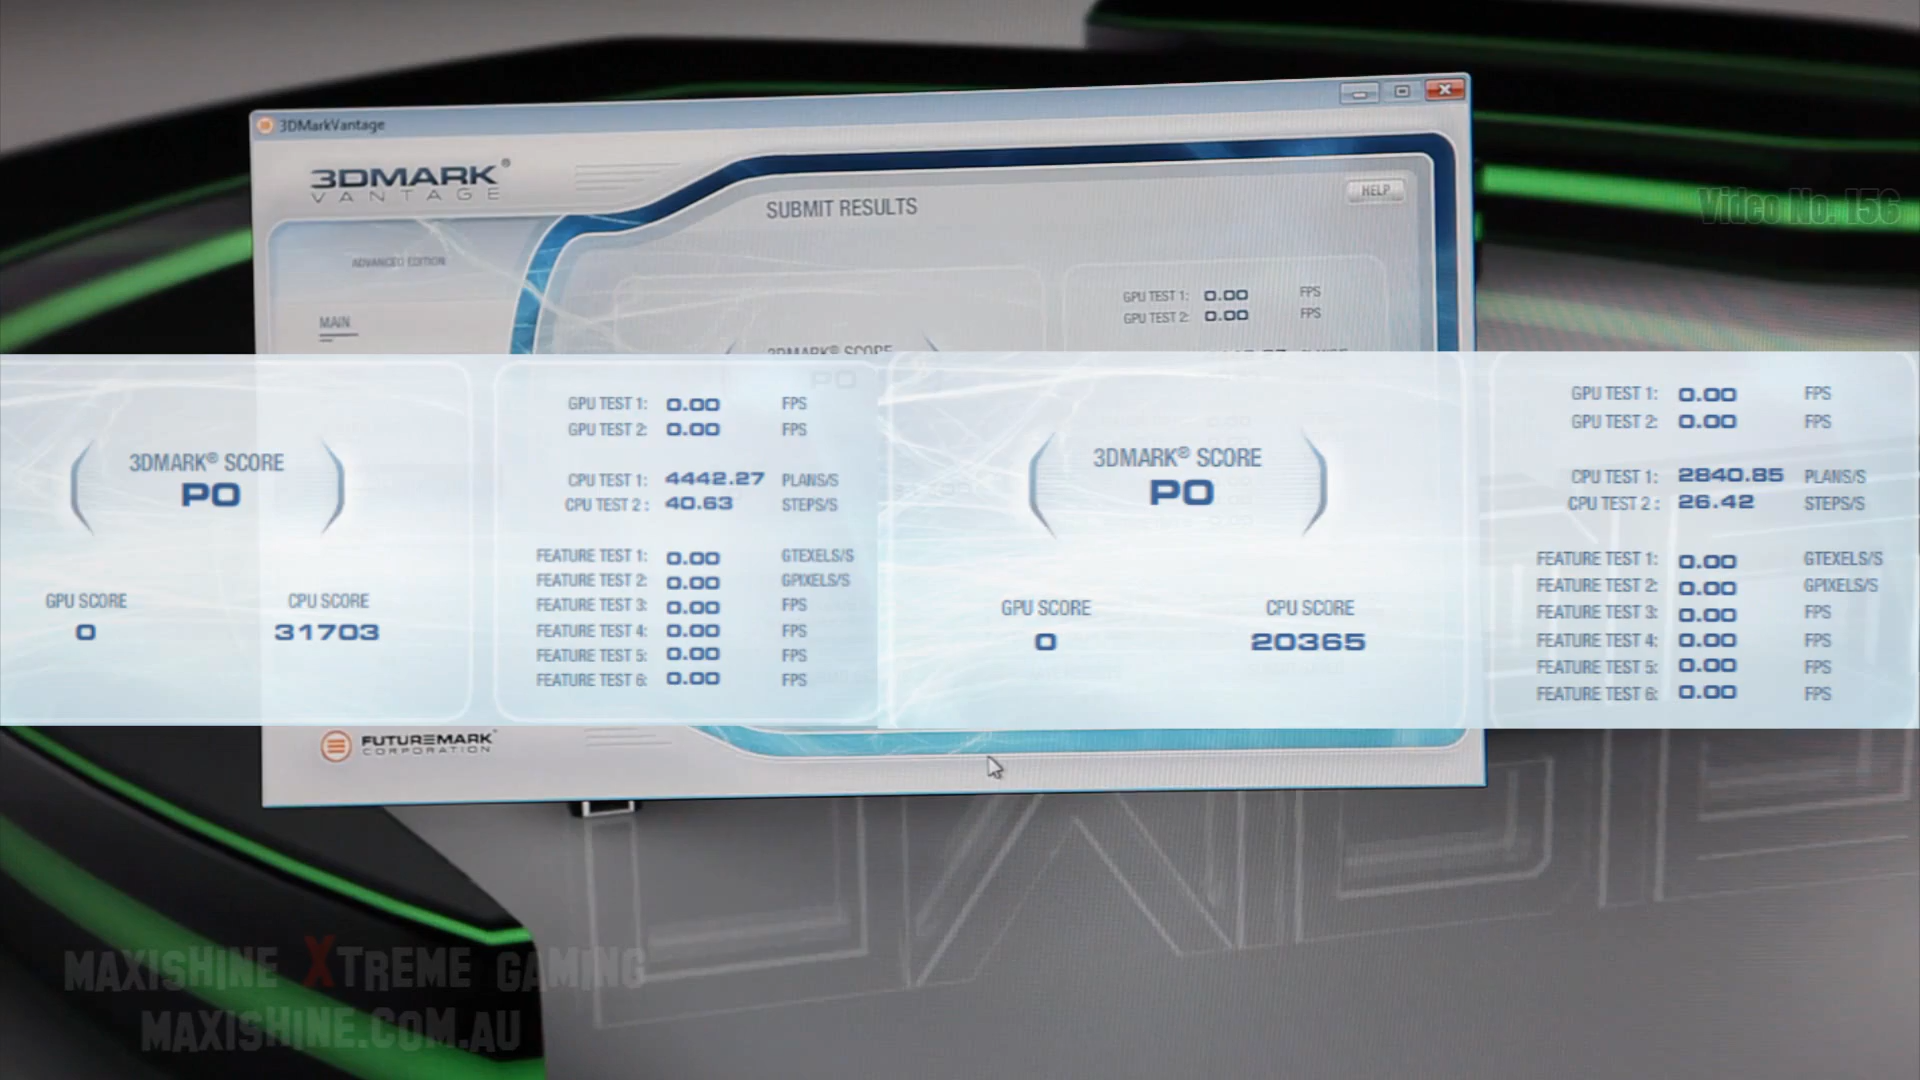 3DMarkVantage
3DMARK®
VANTAGE
SUBMIT RESULTS
HELP
Video No. 156
ADVANCED EDITION
MAIN
GPU TEST 1: 0.00 FPS
GPU TEST 2: 0.00 FPS
3DMARK® SCORE
3DMARK® SCORE
P0
GPU SCORE
0
CPU SCORE
31703
GPU TEST 1: 0.00 FPS
GPU TEST 2: 0.00 FPS
CPU TEST 1: 4442.27 PLANS/S
CPU TEST 2: 40.63 STEPS/S
FEATURE TEST 1: 0.00 GTEXELS/S
FEATURE TEST 2: 0.00 GPIXELS/S
FEATURE TEST 3: 0.00 FPS
FEATURE TEST 4: 0.00 FPS
FEATURE TEST 5: 0.00 FPS
FEATURE TEST 6: 0.00 FPS
3DMARK® SCORE
P0
GPU SCORE
0
CPU SCORE
20365
GPU TEST 1: 0.00 FPS
GPU TEST 2: 0.00 FPS
CPU TEST 1: 2840.85 PLANS/S
CPU TEST 2: 26.42 STEPS/S
FEATURE TEST 1: 0.00 GTEXELS/S
FEATURE TEST 2: 0.00 GPIXELS/S
FEATURE TEST 3: 0.00 FPS
FEATURE TEST 4: 0.00 FPS
FEATURE TEST 5: 0.00 FPS
FEATURE TEST 6: 0.00 FPS
FUTUREMARK
CORPORATION
MAXISHINE XTREME GAMING
MAXISHINE.COM.AU